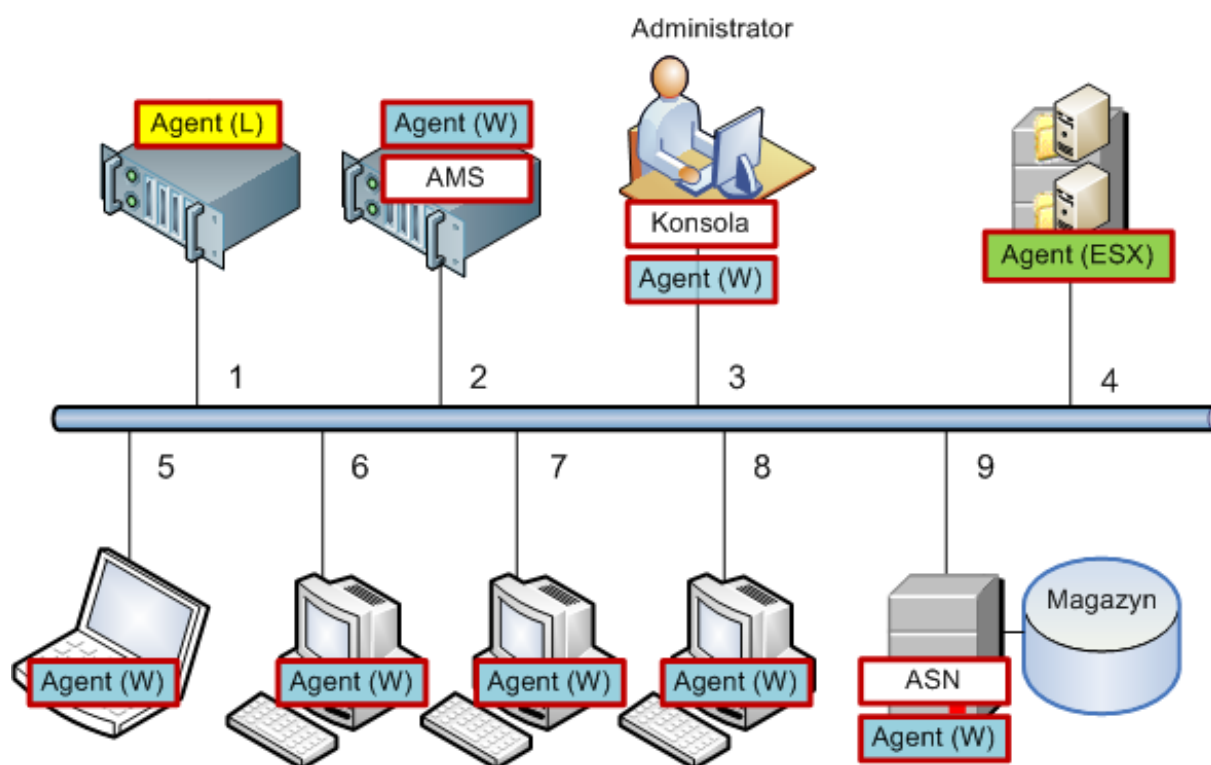 Administrator
Agent (L)
Agent (W)
AMS
Konsola
Agent (W)
Agent (ESX)
1
2
3
4
5
6
7
8
9
Agent (W)
Agent (W)
Agent (W)
Agent (W)
ASN
Agent (W)
Magazyn